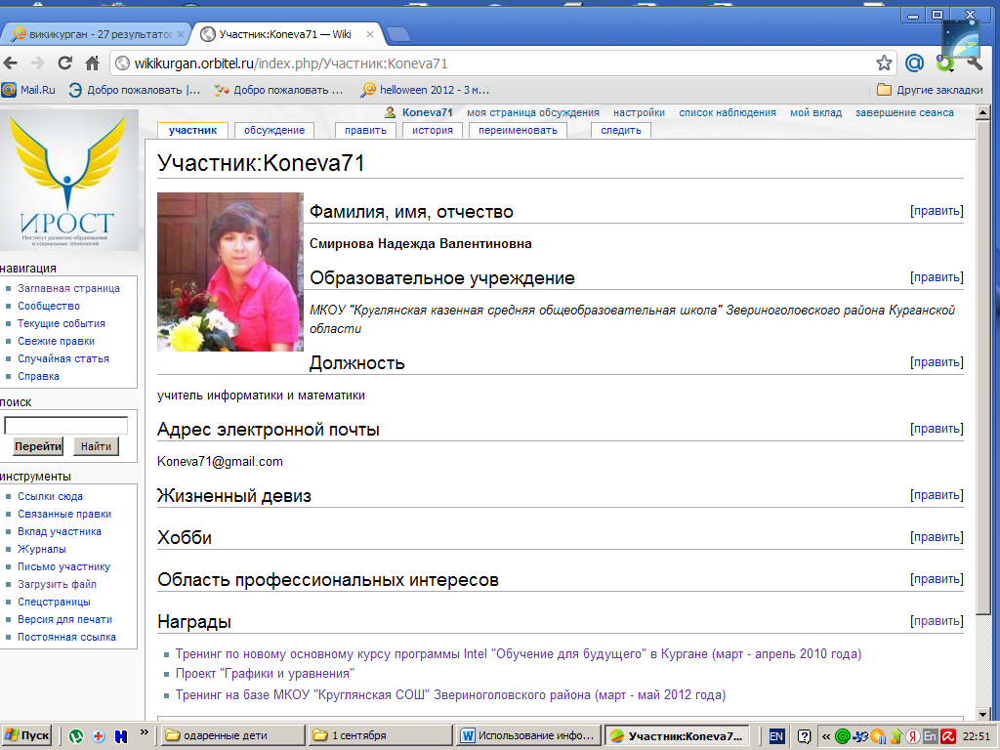 викикурган - 27 результатов
Участник:Koneva71 — Wiki
wikikurgan.orbitel.ru/index.php/Участник:Koneva71
Mail.Ru
Добро пожаловать |...
Добро пожаловать ...
helloween 2012 - 3 м...
Другие закладки
Koneva71 моя страница обсуждения настройки список наблюдения мой вклад завершение сеанса
участник обсуждение править история переименовать следить
ИРОСТ
Институт развития образования
и социальных технологий
навигация
Заглавная страница
Сообщество
Текущие события
Свежие правки
Случайная статья
Справка
поиск
Перейти Найти
инструменты
Ссылки сюда
Связанные правки
Вклад участника
Журналы
Письмо участнику
Загрузить файл
Спецстраницы
Версия для печати
Постоянная ссылка
Участник:Koneva71
Фамилия, имя, отчество [править]
Смирнова Надежда Валентиновна
Образовательное учреждение [править]
МКОУ "Круглянская казенная средняя общеобразовательная школа" Звериноголовского района Курганской
области
Должность [править]
учитель информатики и математики
Адрес электронной почты [править]
Koneva71@gmail.com
Жизненный девиз [править]
Хобби [править]
Область профессиональных интересов [править]
Награды [править]
Тренинг по новому основному курсу программы Intel "Обучение для будущего" в Кургане (март - апрель 2010 года)
Проект "Графики и уравнения"
Тренинг на базе МКОУ "Круглянская СОШ" Звериноголовского района (март - май 2012 года)
Пуск
одаренные дети
1 сентября
Использование инфо...
Участник:Koneva7...
EN
En
22:51